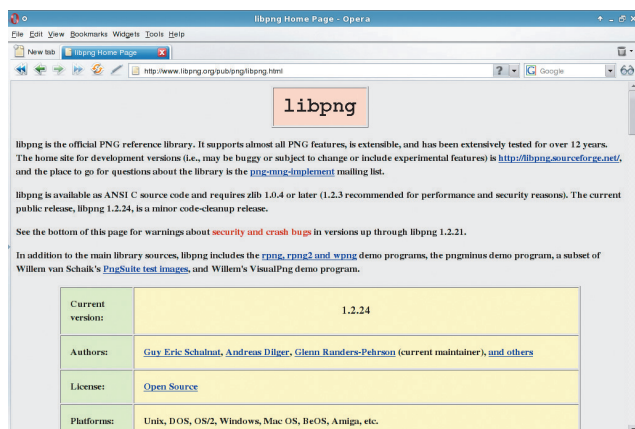 libpng Home Page - Opera
File Edit View Bookmarks Widgets Tools Help
New tab libpng Home Page
http://www.libpng.org/pub/png/libpng.html ? Google
libpng
libpng is the official PNG reference library. It supports almost all PNG features, is extensible, and has been extensively tested for over 12 years.
The home site for development versions (i.e., may be buggy or subject to change or include experimental features) is http://libpng.sourceforge.net/,
and the place to go for questions about the library is the png-mng-implement mailing list.
libpng is available as ANSI C source code and requires zlib 1.0.4 or later (1.2.3 recommended for performance and security reasons). The current
public release, libpng 1.2.24, is a minor code-cleanup release.
See the bottom of this page for warnings about security and crash bugs in versions up through libpng 1.2.21.
In addition to the main library sources, libpng includes the rpng, rpng2 and wpng demo programs, the pngminus demo program, a subset of
Willem van Schaik's PngSuite test images, and Willem's VisualPng demo program.
Current
version:
1.2.24
Authors: Guy Eric Schalnat, Andreas Dilger, Glenn Randers-Pehrson (current maintainer), and others
License: Open Source
Platforms: Unix, DOS, OS/2, Windows, Mac OS, BeOS, Amiga, etc.